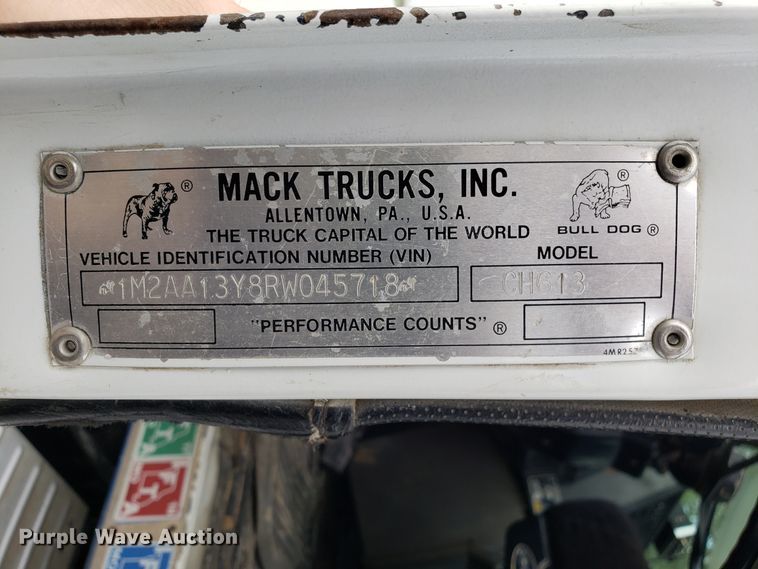 MACK TRUCKS, INC.
ALLENTOWN, PA., U.S.A.
THE TRUCK CAPITAL OF THE WORLD
BULL DOG ®
VEHICLE IDENTIFICATION NUMBER (VIN)
MODEL
1M2AA13Y8RW045718
CH613
"PERFORMANCE COUNTS" ®
Purple Wave Auction